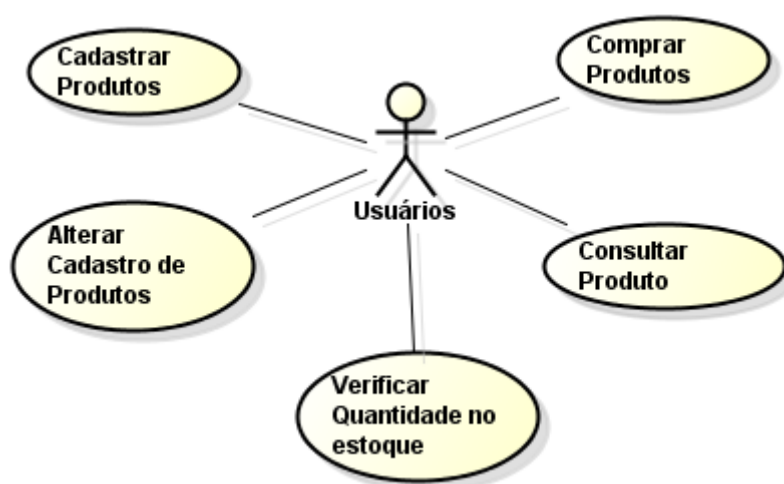 Cadastrar
Produtos
Comprar
Produtos
Usuários
Alterar
Cadastro de
Produtos
Consultar
Produto
Verificar
Quantidade no
estoque